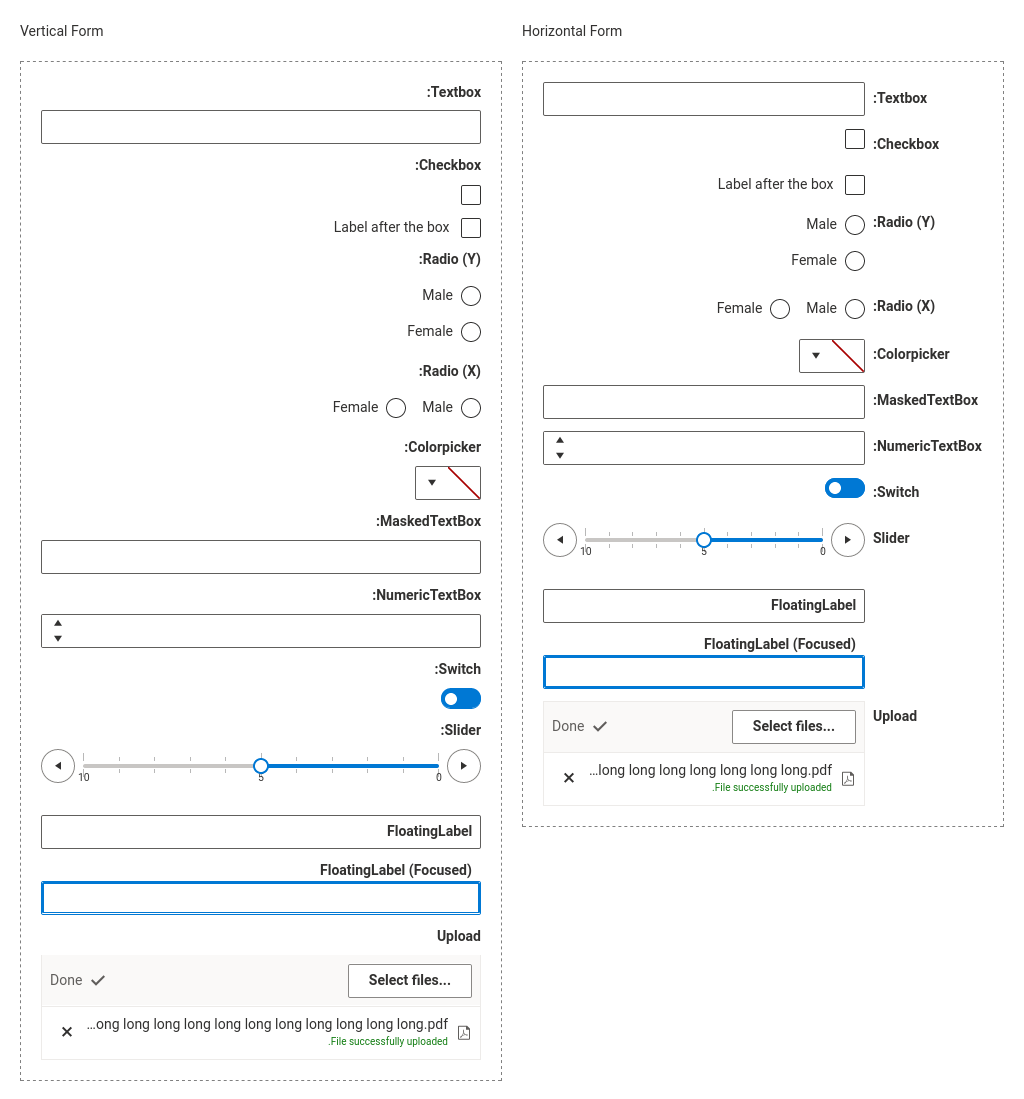 Vertical Form
:Textbox
:Checkbox
Label after the box
:Radio (Y)
Male
Female
:Radio (X)
Female Male
:Colorpicker
:MaskedTextBox
:NumericTextBox
:Switch
:Slider
10 5 0
FloatingLabel
FloatingLabel (Focused)
Upload
Done Select files...
...ong long long long long long long long long long long.pdf
.File successfully uploaded
Horizontal Form
:Textbox
:Checkbox
Label after the box
Male :Radio (Y)
Female
Female Male :Radio (X)
:Colorpicker
:MaskedTextBox
:NumericTextBox
:Switch
Slider
10 5 0
FloatingLabel
FloatingLabel (Focused)
Upload
Done Select files...
...long long long long long long long.pdf
.File successfully uploaded